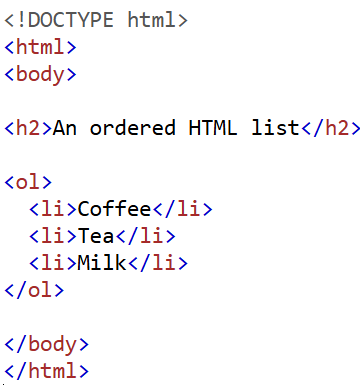 <!DOCTYPE html>
<html>
<body>
<h2>An ordered HTML list</h2>
<ol>
<li>Coffee</li>
<li>Tea</li>
<li>Milk</li>
</ol>
</body>
</html>